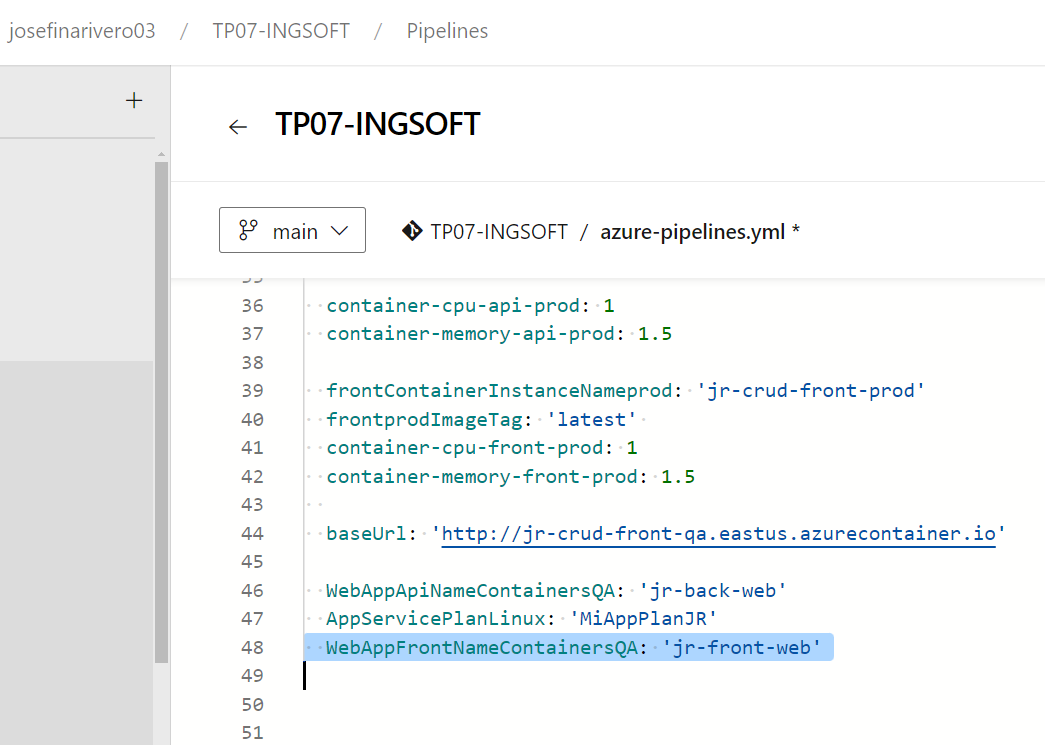 josefinarivero03 / TP07-INGSOFT / Pipelines
+
← TP07-INGSOFT
main TP07-INGSOFT / azure-pipelines.yml *
35
36 container-cpu-api-prod: 1
37 container-memory-api-prod: 1.5
38
39 frontContainerInstanceNameprod: 'jr-crud-front-prod'
40 frontprodImageTag: 'latest'
41 container-cpu-front-prod: 1
42 container-memory-front-prod: 1.5
43
44 baseUrl: 'http://jr-crud-front-qa.eastus.azurecontainer.io'
45
46 WebAppApiNameContainersQA: 'jr-back-web'
47 AppServicePlanLinux: 'MiAppPlanJR'
48 WebAppFrontNameContainersQA: 'jr-front-web'
49
50
51